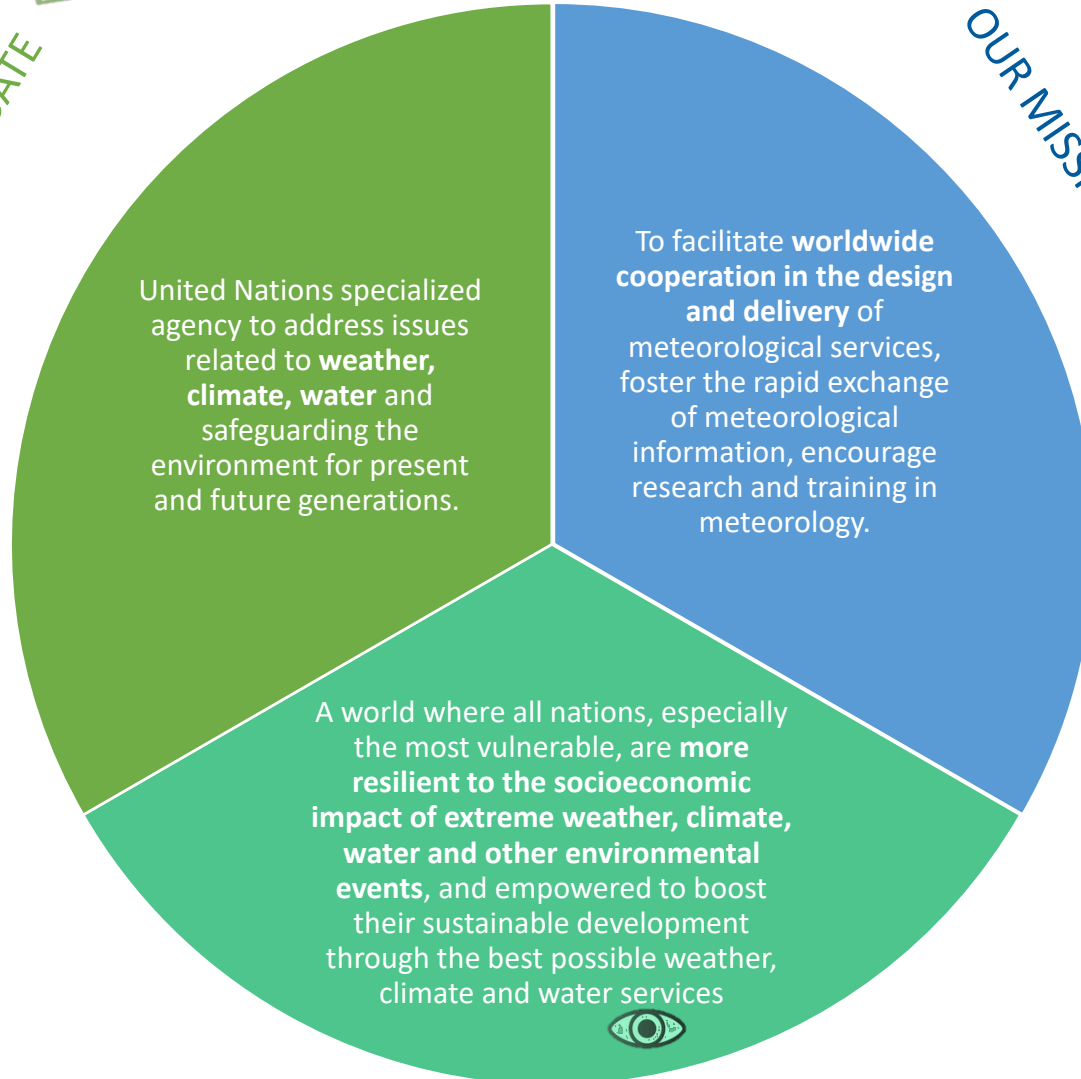 OUR
United Nations specialized
agency to address issues
related to weather,
climate, water and
safeguarding the
environment for present
and future generations.
To facilitate worldwide
cooperation in the design
and delivery of
meteorological services,
foster the rapid exchange
of meteorological
information, encourage
research and training in
meteorology.
A world where all nations, especially
the most vulnerable, are more
resilient to the socioeconomic
impact of extreme weather, climate,
water and other environmental
events, and empowered to boost
their sustainable development
through the best possible weather,
climate and water services